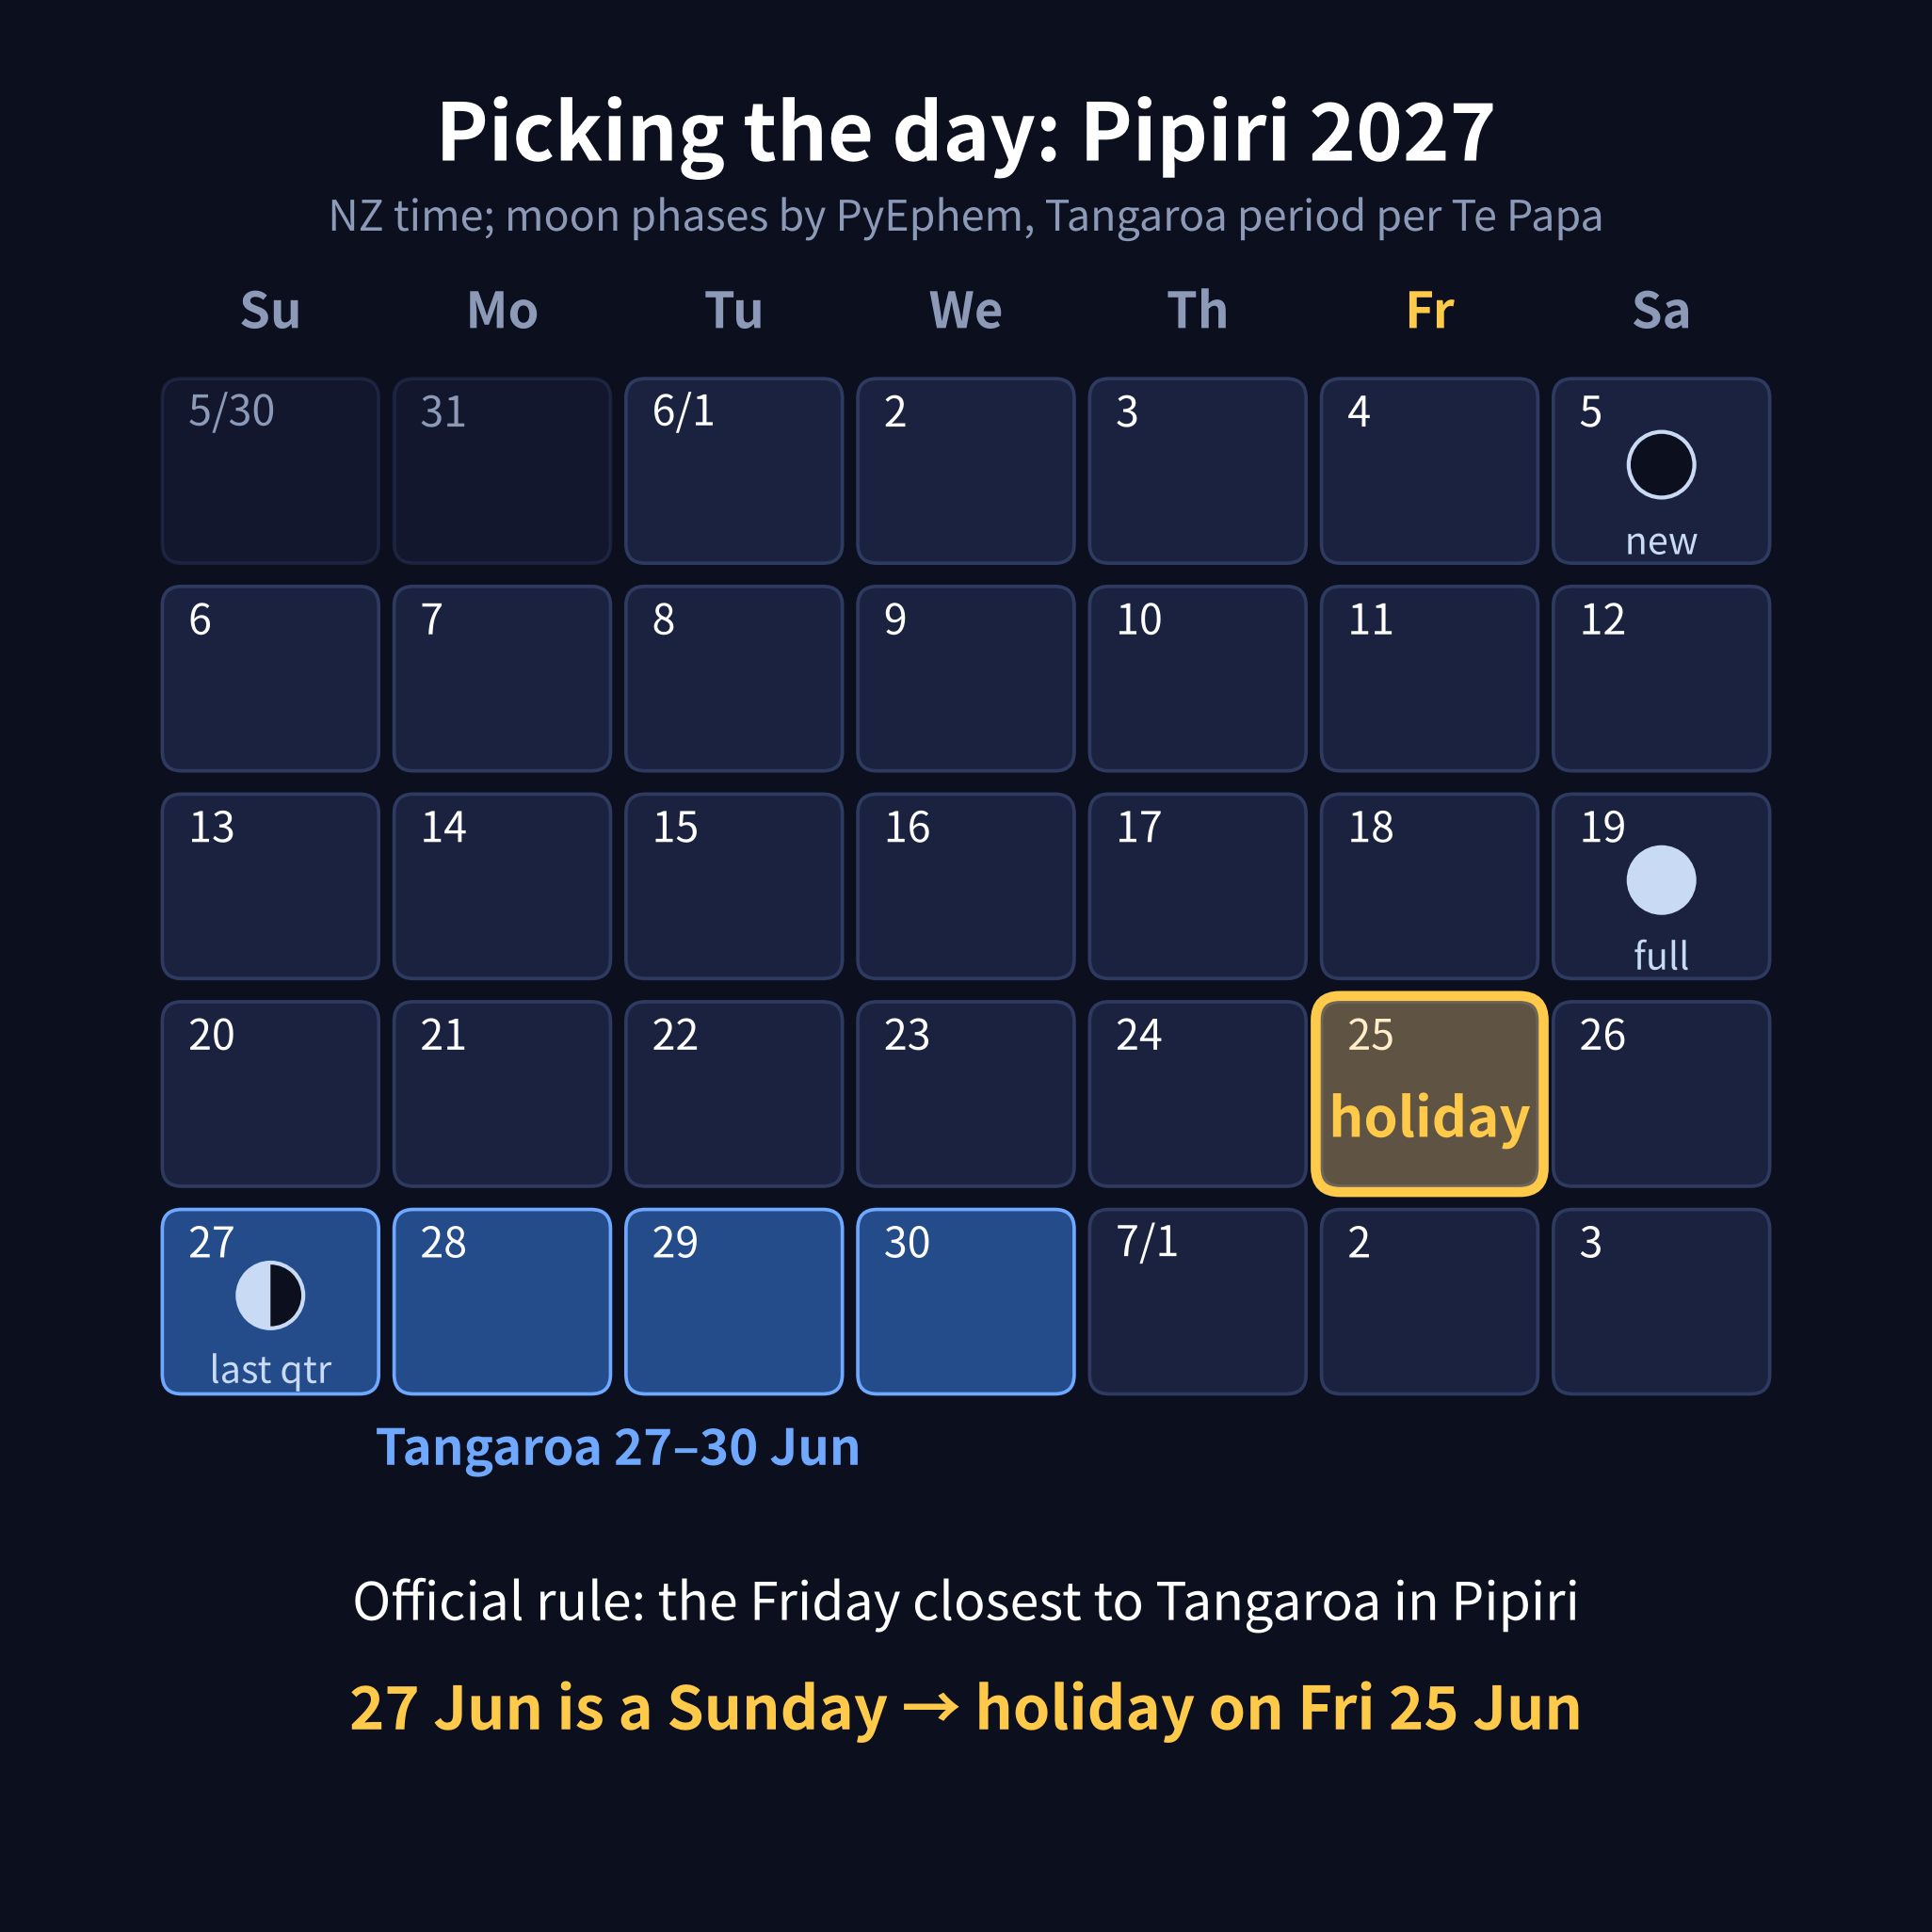 Picking the day: Pipiri 2027
NZ time; moon phases by PyEphem, Tangaroa period per Te Papa
Su Mo Tu We Th Fr Sa
5/30 31 6/1 2 3 4 5
new
6 7 8 9 10 11 12
13 14 15 16 17 18 19
full
20 21 22 23 24 25 26
holiday
27 28 29 30 7/1 2 3
last qtr
Tangaroa 27–30 Jun
Official rule: the Friday closest to Tangaroa in Pipiri
27 Jun is a Sunday → holiday on Fri 25 Jun